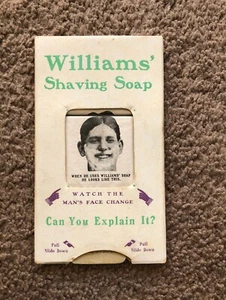 Williams'
Shaving Soap
WHEN HE USES WILLIAMS' SOAP
HE LOOKS LIKE THIS.
WATCH THE
MAN'S FACE CHANGE
Can You Explain It?
Pull
Slide Down
Pull
Slide Down